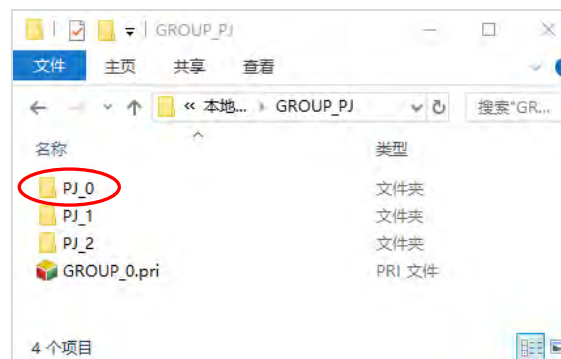 GROUP_PJ
文件 主页 共享 查看
« 本地... › GROUP_PJ 搜索"GR...
名称 类型
PJ_0 文件夹
PJ_1 文件夹
PJ_2 文件夹
GROUP_0.pri PRI 文件
4 个项目